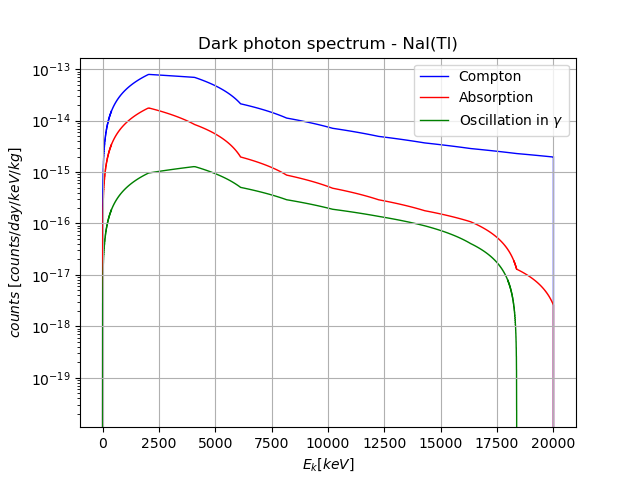 Dark photon spectrum - NaI(Tl)
Compton
Absorption
Oscillation in γ
10⁻¹³
10⁻¹⁴
10⁻¹⁵
10⁻¹⁶
10⁻¹⁷
10⁻¹⁸
10⁻¹⁹
counts [counts/day/keV/kg]
0 2500 5000 7500 10000 12500 15000 17500 20000
E_k[keV]